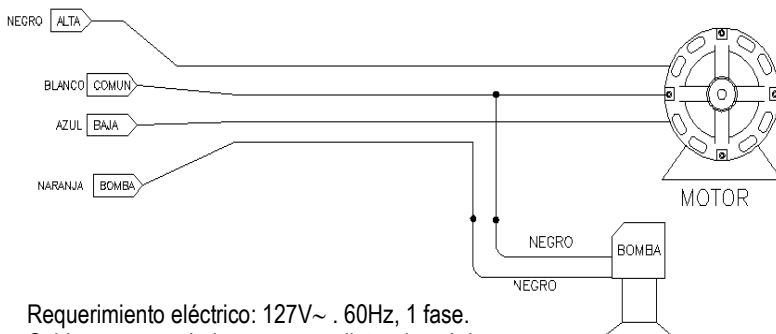 NEGRO ALTA
BLANCO COMUN
AZUL BAJA
NARANJA BOMBA
MOTOR
NEGRO
BOMBA
NEGRO
Requerimiento eléctrico: 127V~ . 60Hz, 1 fase.